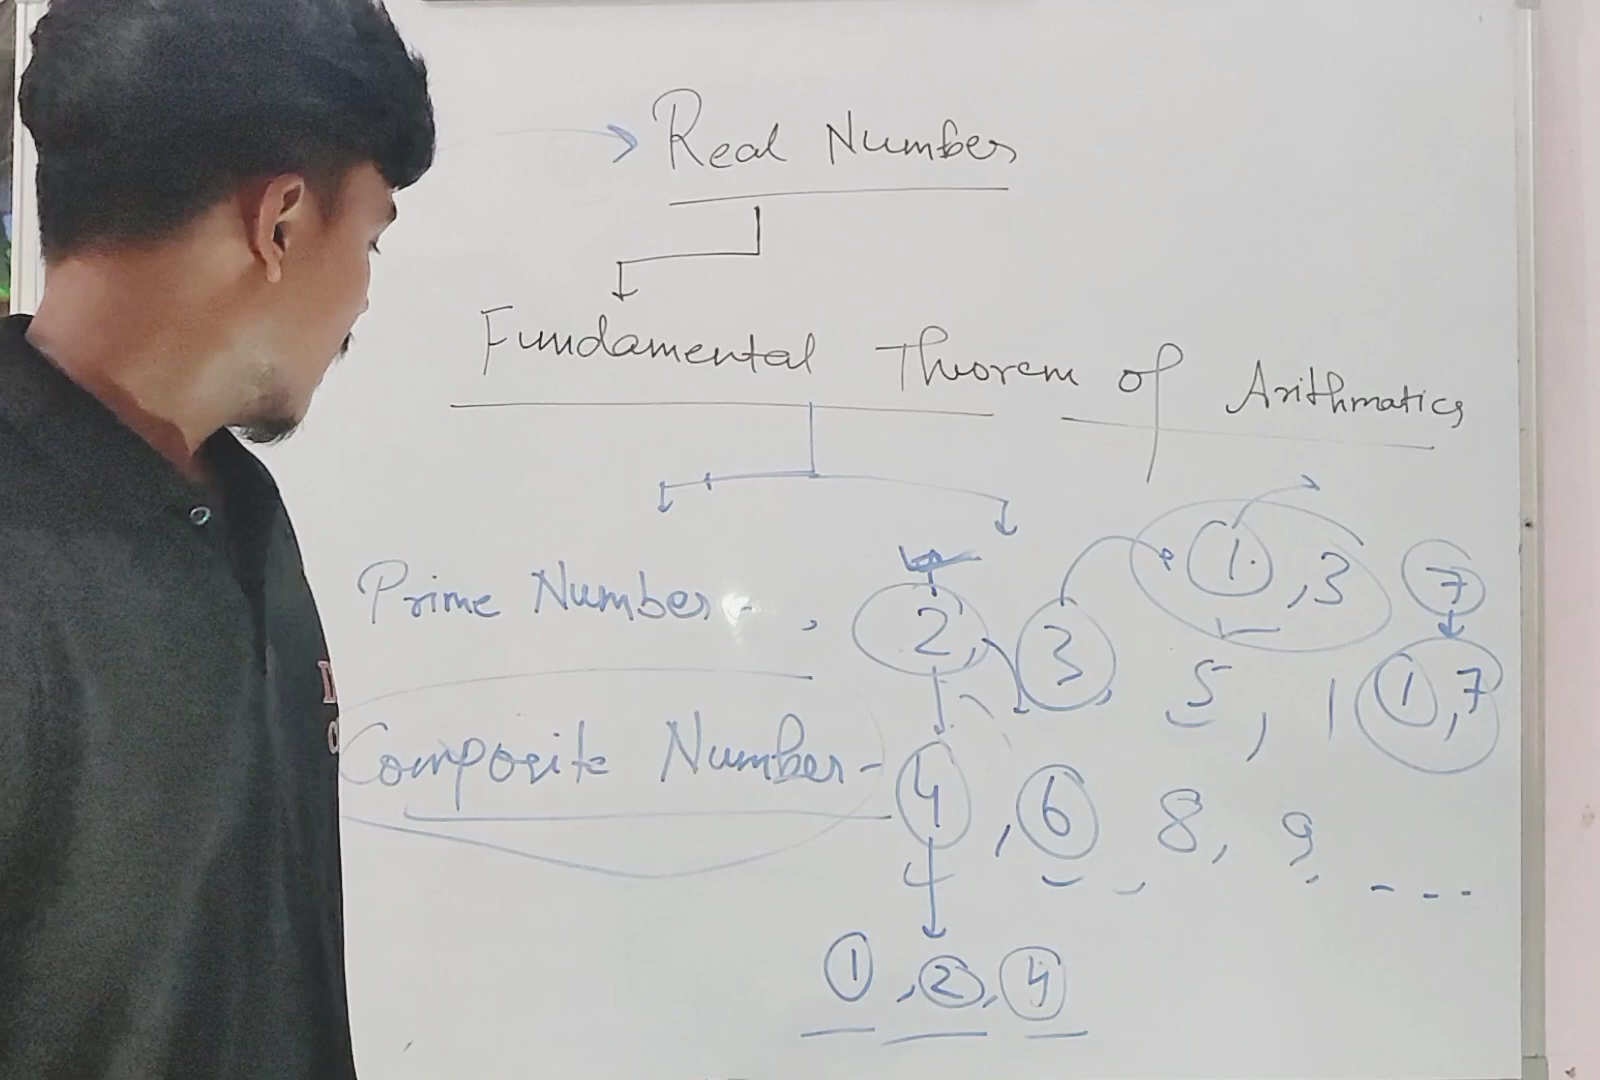 Real Number
Fundamental Theorem of Arithmatics
1, 3 7
Prime Number - , 2, 3, 5, 1 1, 7
Composite Number - 4, 6, 8, 9, - - -
1, 2, 4